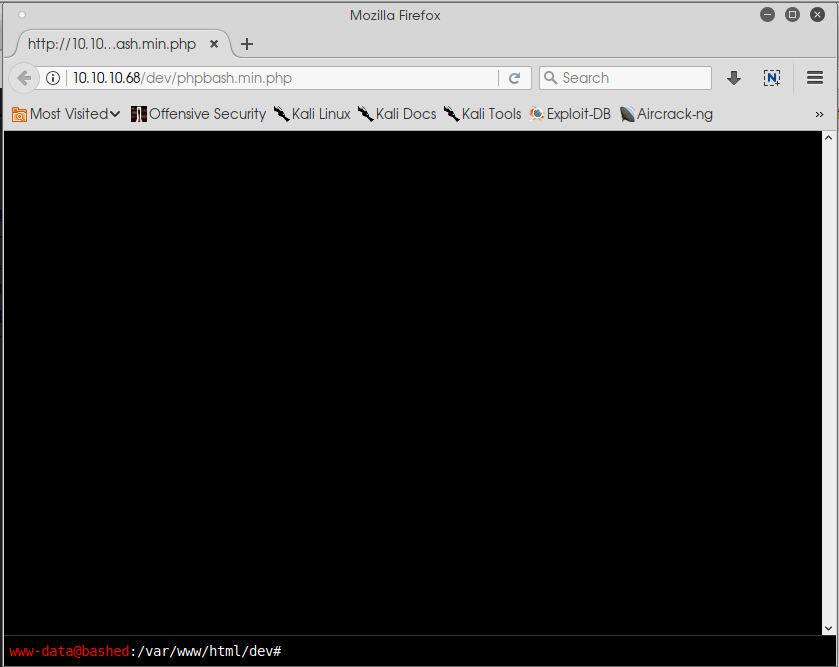 Mozilla Firefox
http://10.10...ash.min.php
10.10.10.68/dev/phpbash.min.php
Search
Most Visited
Offensive Security
Kali Linux
Kali Docs
Kali Tools
Exploit-DB
Aircrack-ng
»
www-data@bashed:/var/www/html/dev#